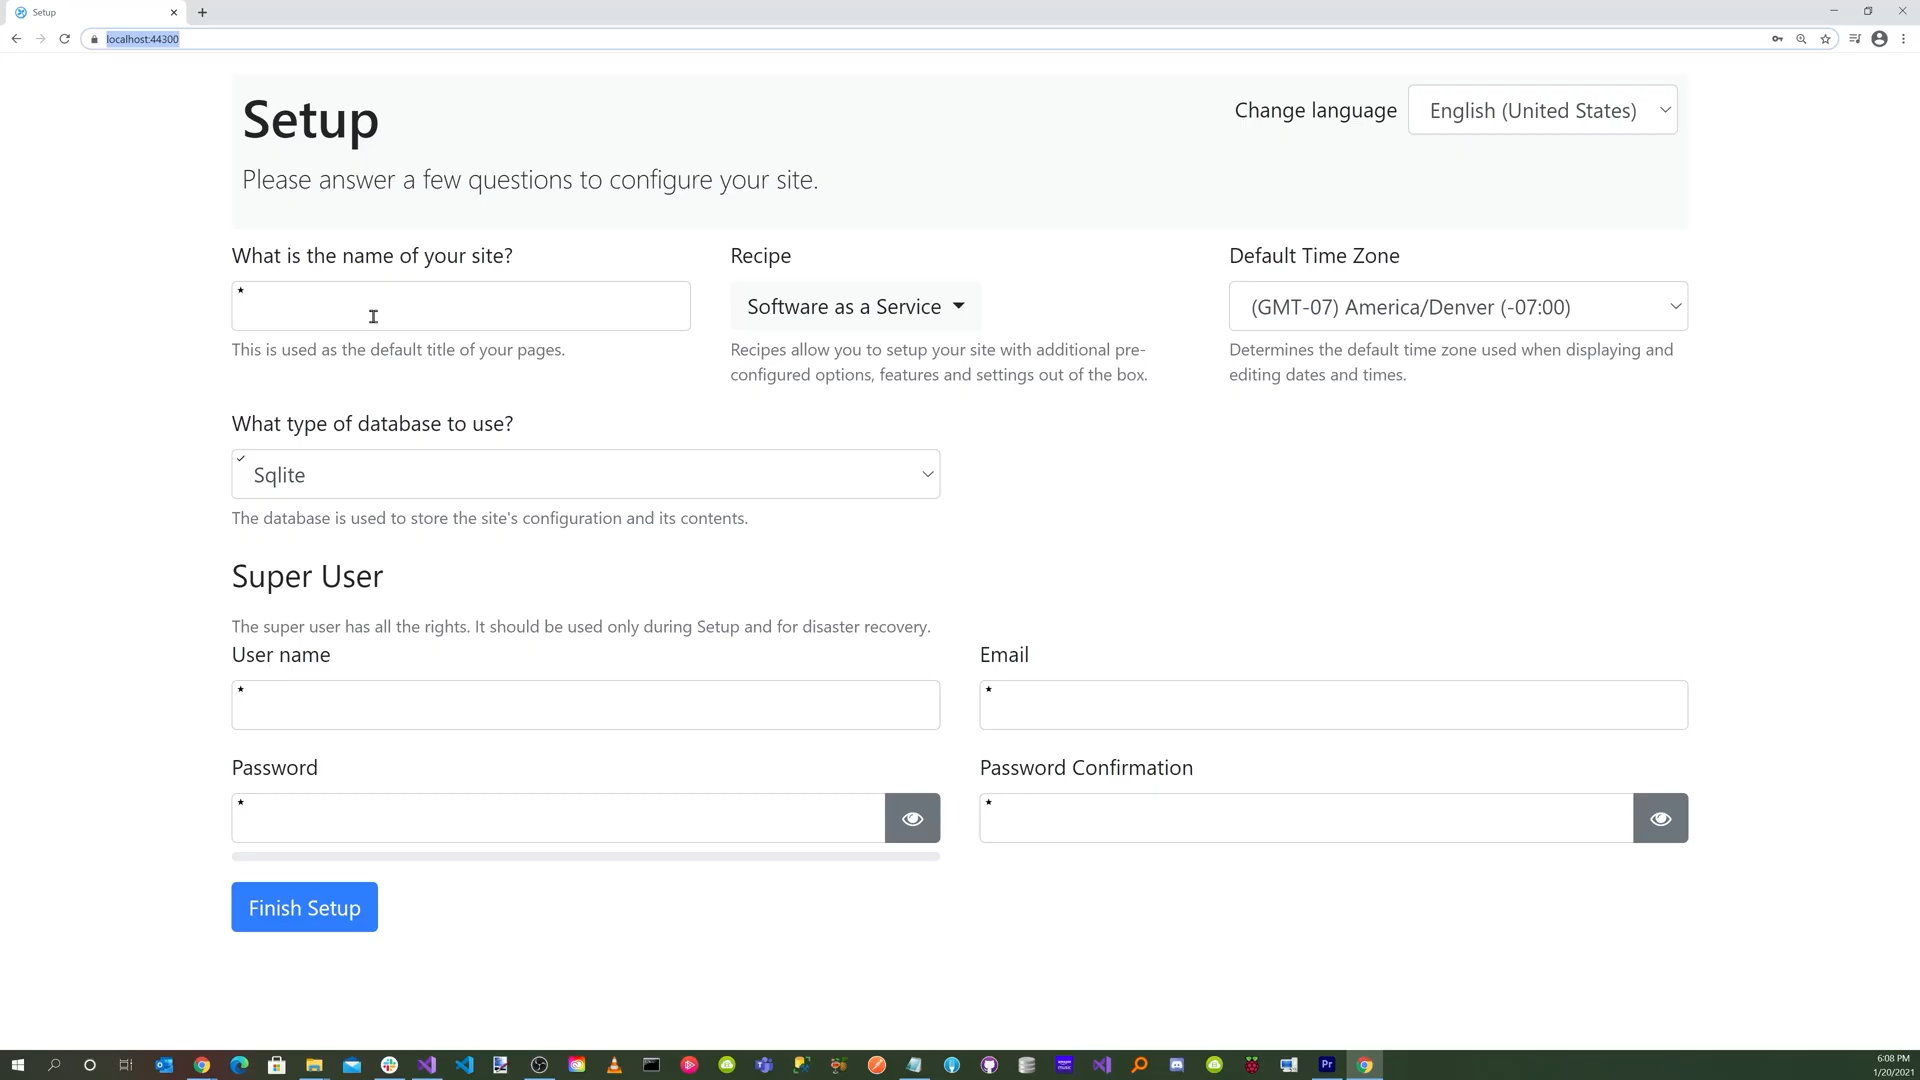 Setup
localhost:44300
Setup
Change language
English (United States)
Please answer a few questions to configure your site.
What is the name of your site?
Recipe
Default Time Zone
*
Software as a Service
(GMT-07) America/Denver (-07:00)
This is used as the default title of your pages.
Recipes allow you to setup your site with additional pre-
configured options, features and settings out of the box.
Determines the default time zone used when displaying and
editing dates and times.
What type of database to use?
Sqlite
The database is used to store the site's configuration and its contents.
Super User
The super user has all the rights. It should be used only during Setup and for disaster recovery.
User name
Email
*
*
Password
Password Confirmation
*
*
Finish Setup
Pr
6:08 PM
1/20/2021